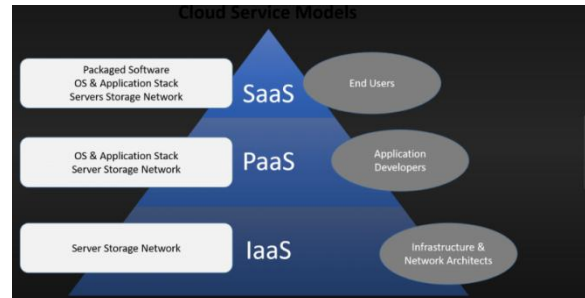 Cloud Service Models
Packaged Software
OS & Application Stack
Servers Storage Network
SaaS
End Users
OS & Application Stack
Server Storage Network
PaaS
Application
Developers
Server Storage Network
IaaS
Infrastructure &
Network Architects